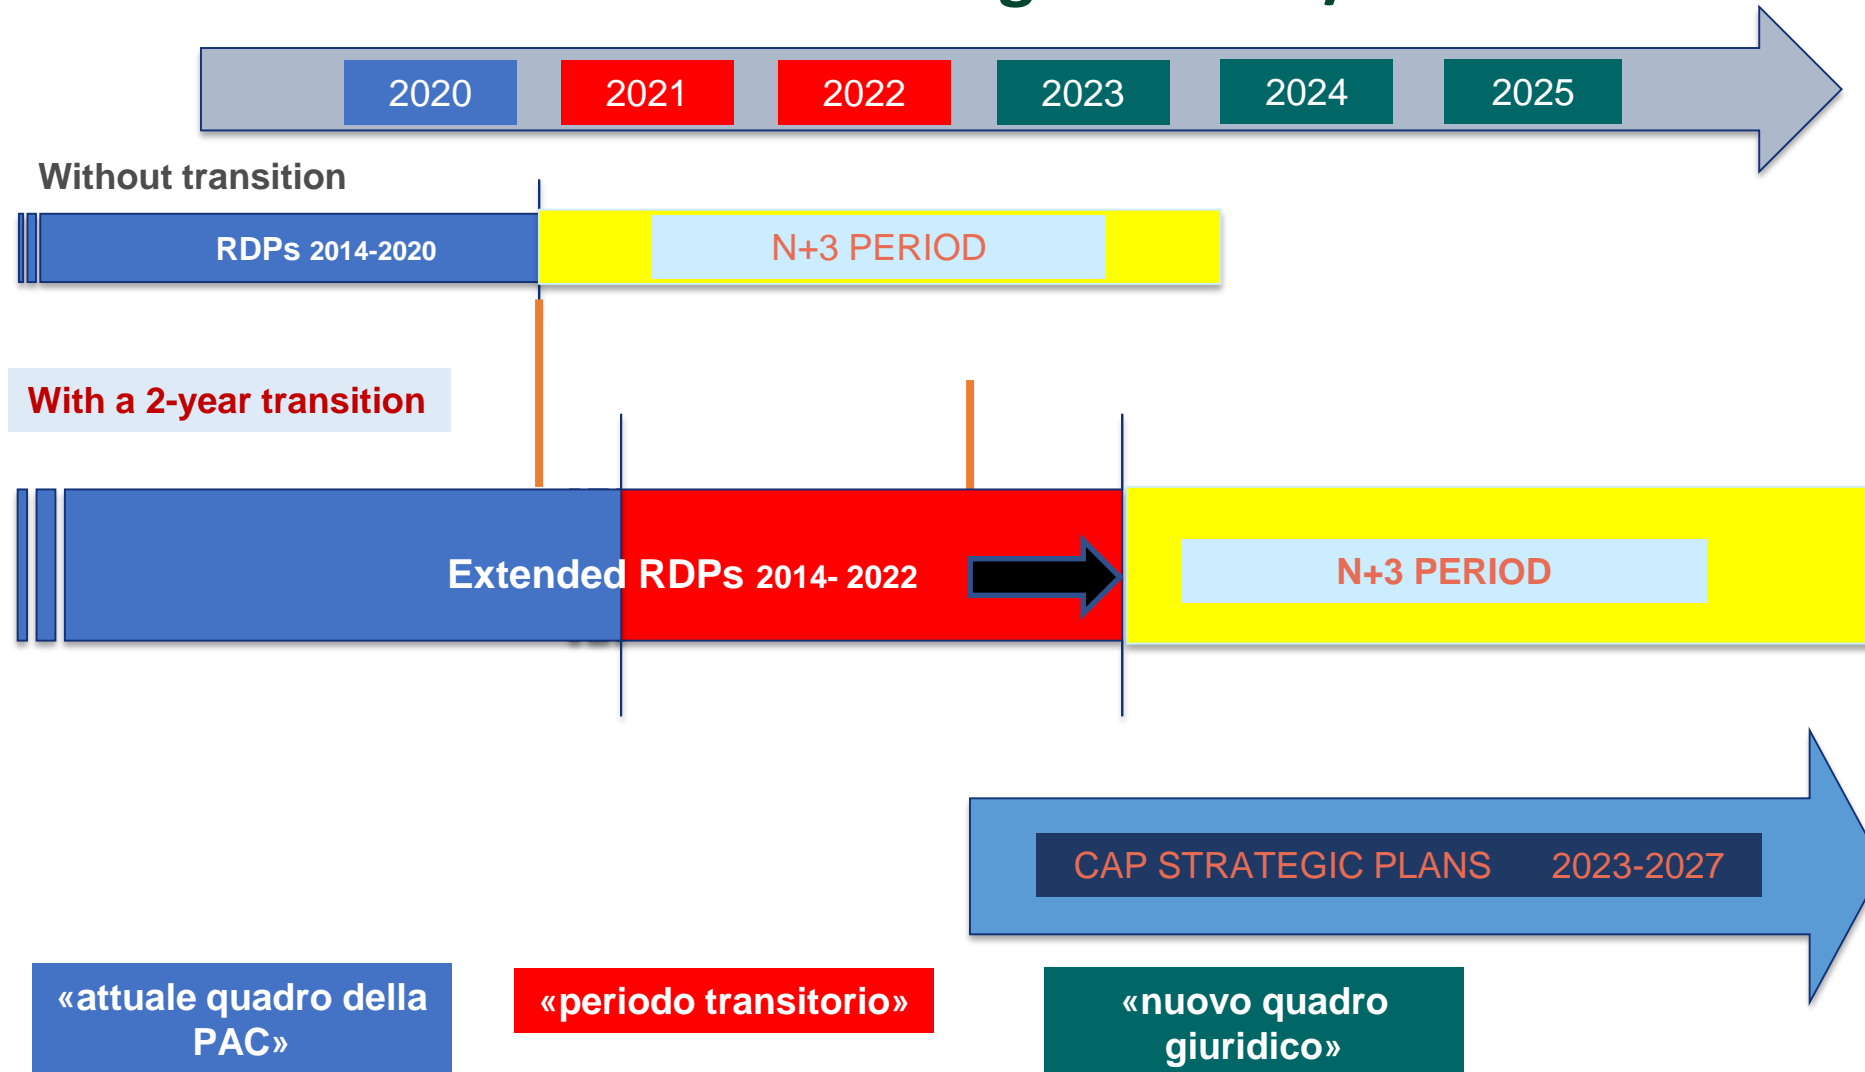 2020 2021 2022 2023 2024 2025
Without transition
RDPs 2014-2020
N+3 PERIOD
With a 2-year transition
Extended RDPs 2014- 2022
N+3 PERIOD
CAP STRATEGIC PLANS 2023-2027
«attuale quadro della
PAC»
«periodo transitorio»
«nuovo quadro
giuridico»